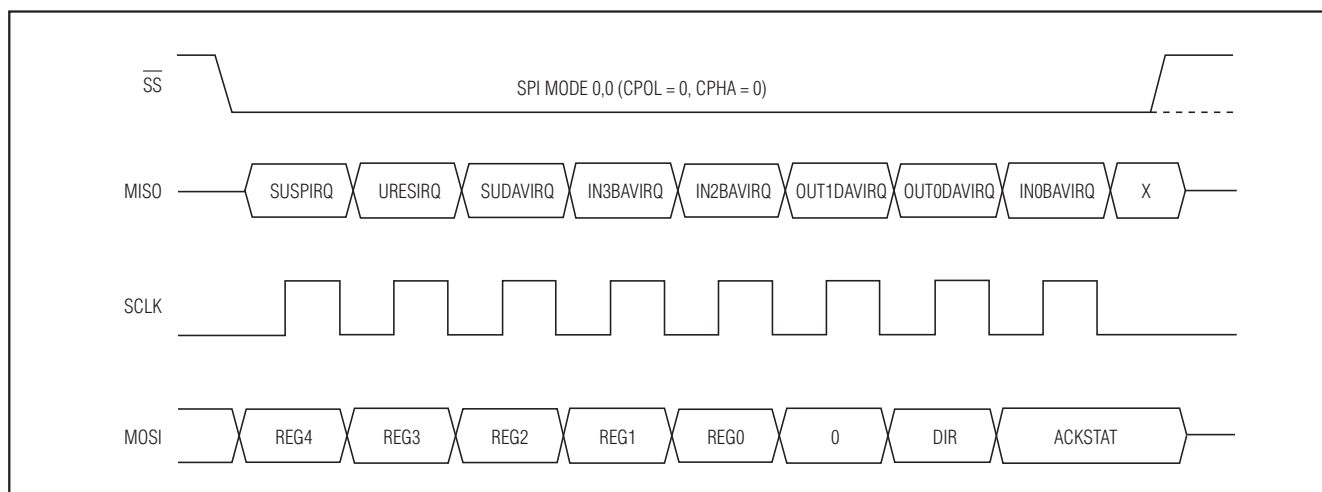 SS
SPI MODE 0,0 (CPOL = 0, CPHA = 0)
MISO SUSPIRQ URESIRQ SUDAVIRQ IN3BAVIRQ IN2BAVIRQ OUT1DAVIRQ OUT0DAVIRQ IN0BAVIRQ X
SCLK
MOSI REG4 REG3 REG2 REG1 REG0 0 DIR ACKSTAT